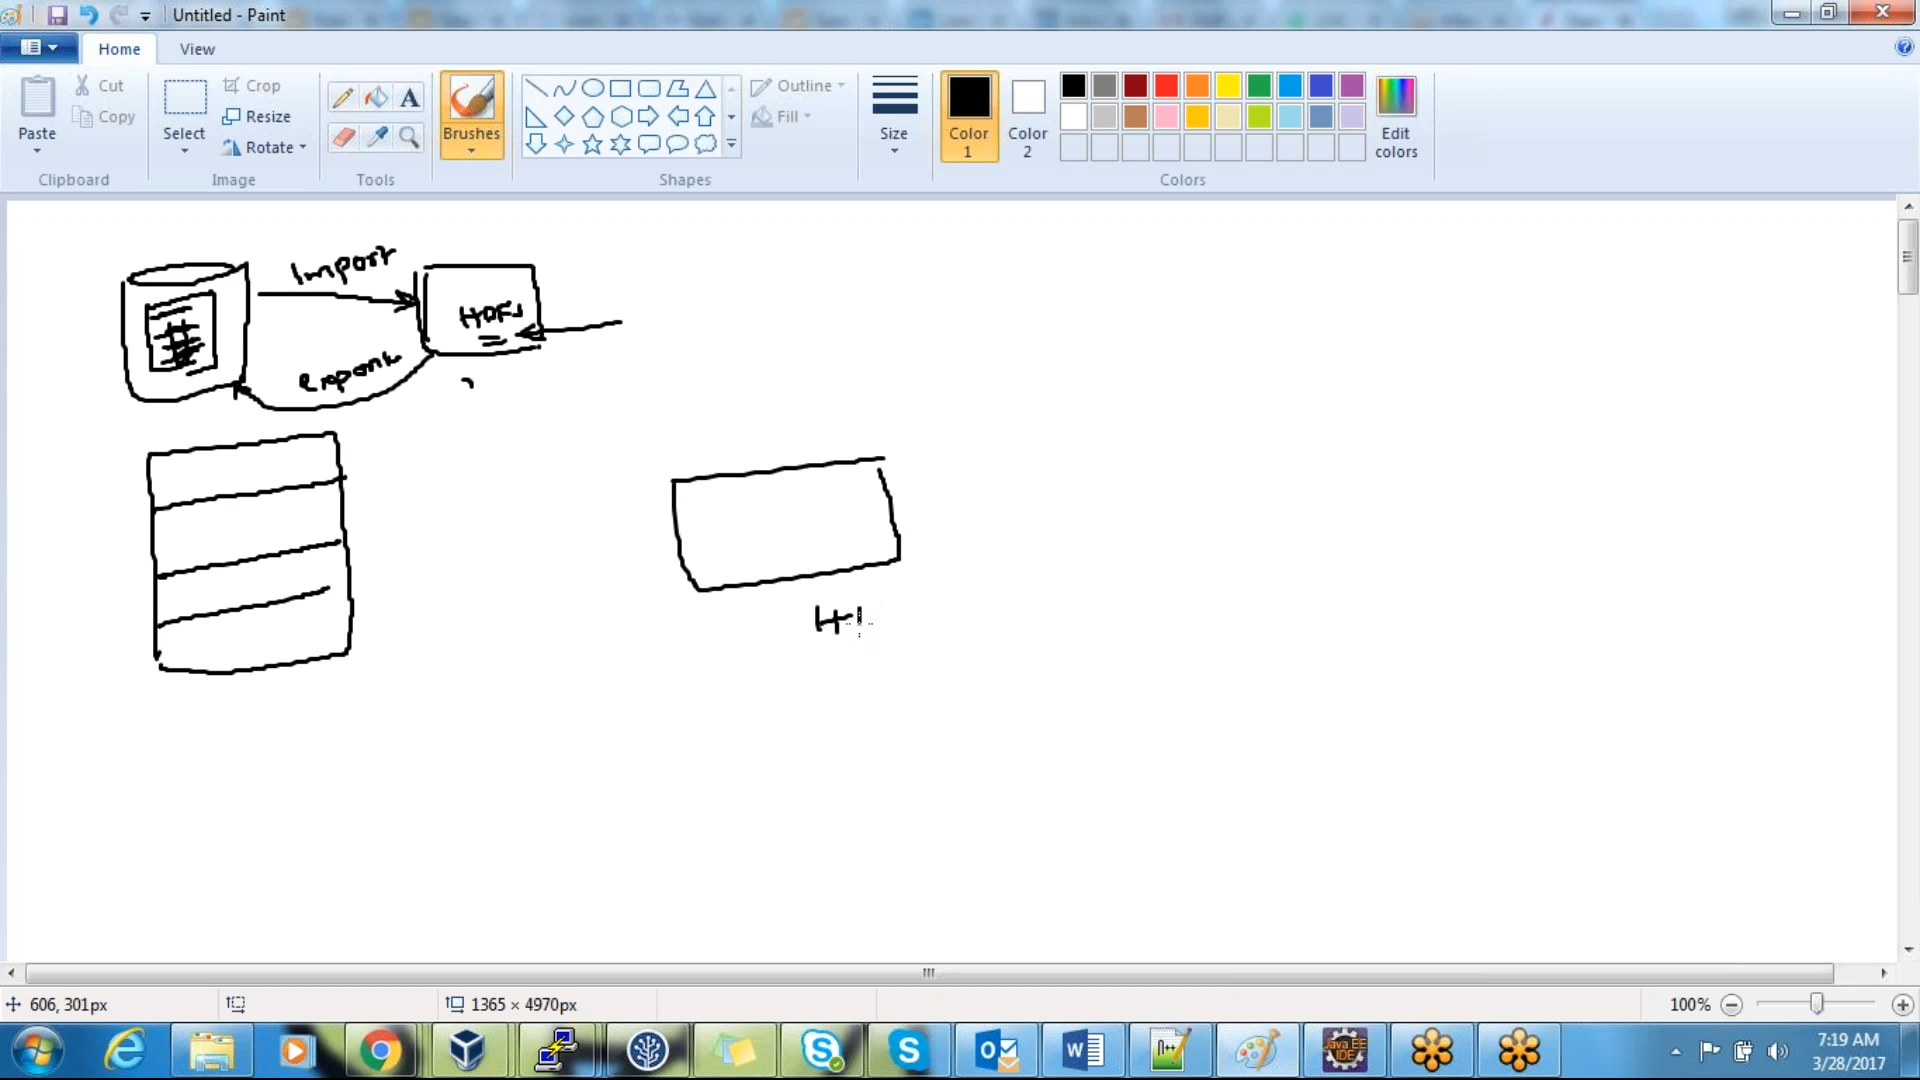 Untitled - Paint
Home View
Cut
Copy
Paste
Clipboard
Crop
Resize
Rotate
Select
Image
Tools
Brushes
Shapes
Outline
Fill
Size
Color 1
Color 2
Edit colors
Colors
Import
HDFS
H
606, 301px
1365 × 4970px
100%
7:19 AM
3/28/2017